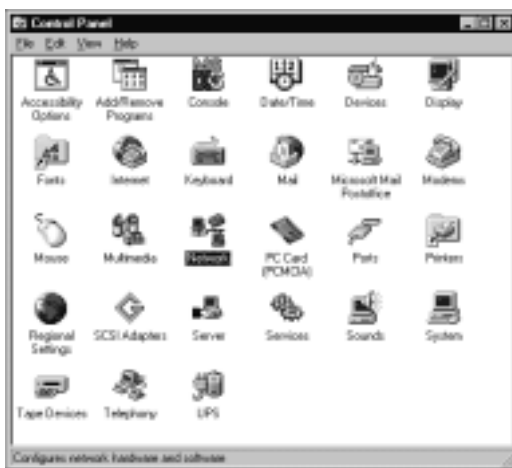 Control Panel
File Edit View Help
Accessibility Options
Add/Remove Programs
Console
Date/Time
Devices
Display
Fonts
Internet
Keyboard
Mail
Microsoft Mail Postoffice
Modems
Mouse
Multimedia
Network
PC Card (PCMCIA)
Ports
Printers
Regional Settings
SCSI Adapters
Server
Services
Sounds
System
Tape Devices
Telephony
UPS
Configures network hardware and software